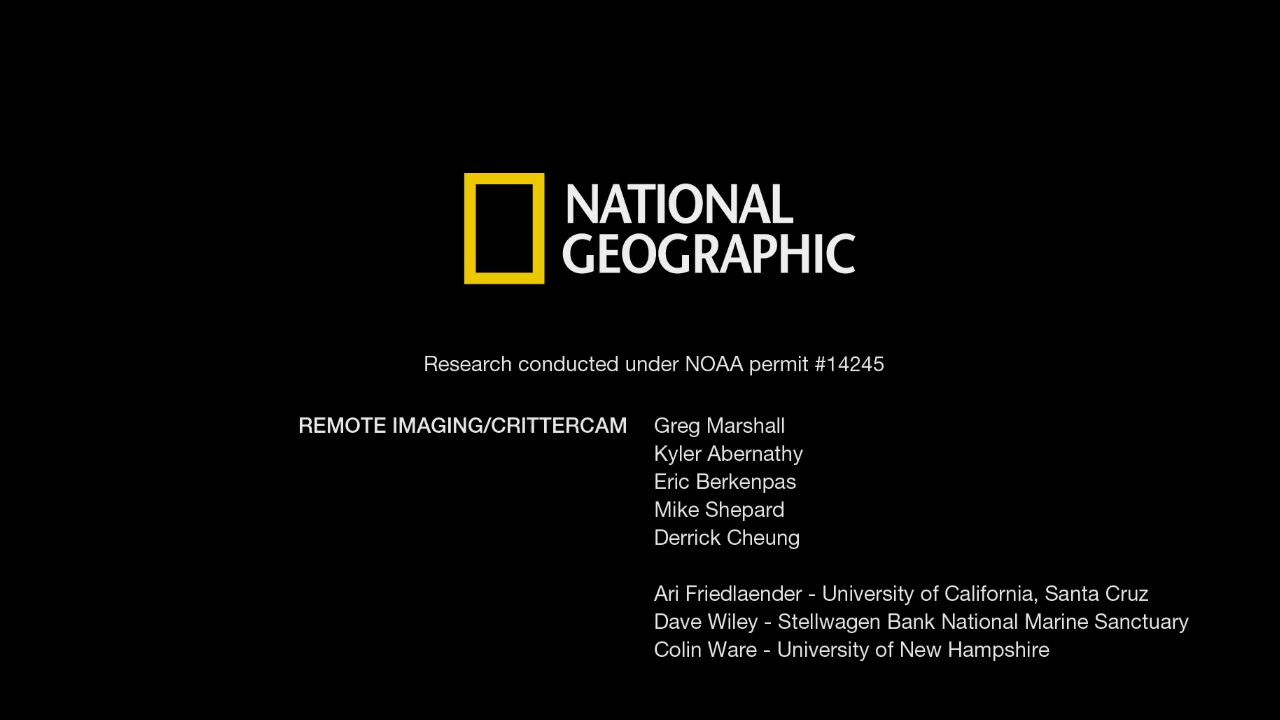 NATIONAL
GEOGRAPHIC
Research conducted under NOAA permit #14245
REMOTE IMAGING/CRITTERCAM Greg Marshall
Kyler Abernathy
Eric Berkenpas
Mike Shepard
Derrick Cheung
Ari Friedlaender - University of California, Santa Cruz
Dave Wiley - Stellwagen Bank National Marine Sanctuary
Colin Ware - University of New Hampshire